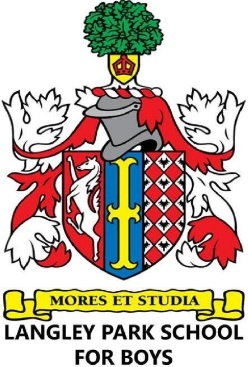 MORES ET STUDIA
LANGLEY PARK SCHOOL
FOR BOYS